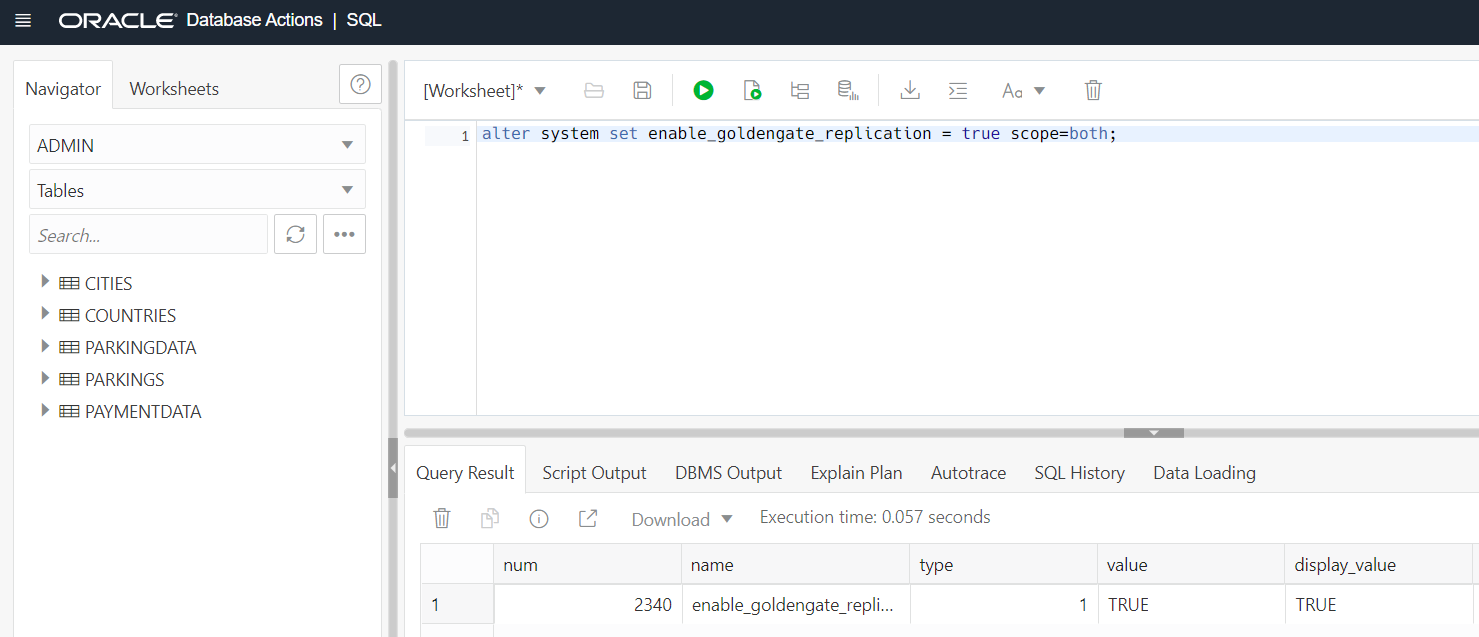 ORACLE Database Actions | SQL
Navigator
Worksheets
ADMIN
Tables
Search...
CITIES
COUNTRIES
PARKINGDATA
PARKINGS
PAYMENTDATA
[Worksheet]*
Aa
1 alter system set enable_goldengate_replication = true scope=both;
Query Result Script Output DBMS Output Explain Plan Autotrace SQL History Data Loading
Download Execution time: 0.057 seconds
num name type value display_value
1 2340 enable_goldengate_repli... 1 TRUE TRUE